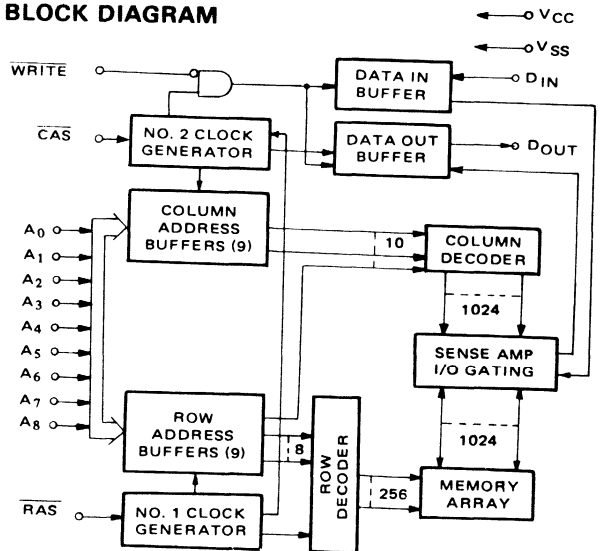 BLOCK DIAGRAM
VCC
VSS
WRITE
DATA IN
BUFFER
DIN
CAS
NO. 2 CLOCK
GENERATOR
DATA OUT
BUFFER
DOUT
COLUMN
ADDRESS
BUFFERS (9)
10
COLUMN
DECODER
A0
A1
A2
A3
A4
A5
A6
A7
A8
1024
SENSE AMP
I/O GATING
ROW
ADDRESS
BUFFERS (9)
8
ROW
DECODER
1024
256
MEMORY
ARRAY
RAS
NO. 1 CLOCK
GENERATOR